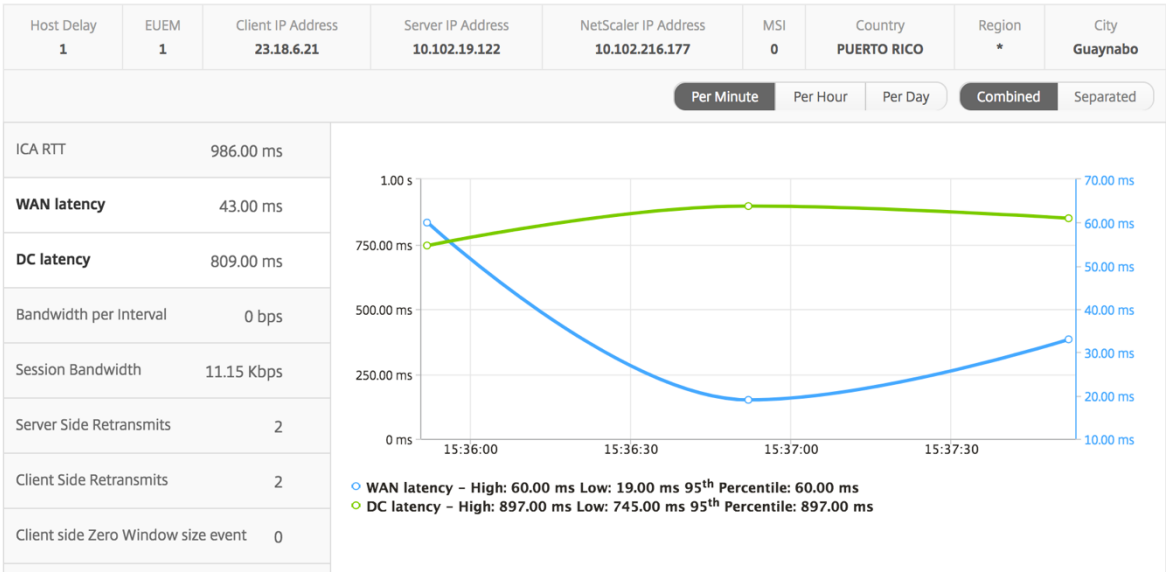 Host Delay EUEM Client IP Address Server IP Address NetScaler IP Address MSI Country Region City
1 1 23.18.6.21 10.102.19.122 10.102.216.177 0 PUERTO RICO * Guaynabo
Per Minute Per Hour Per Day Combined Separated
ICA RTT 986.00 ms
WAN latency 43.00 ms
DC latency 809.00 ms
Bandwidth per Interval 0 bps
Session Bandwidth 11.15 Kbps
Server Side Retransmits 2
Client Side Retransmits 2
Client side Zero Window size event 0
1.00 s 70.00 ms
60.00 ms
750.00 ms
50.00 ms
500.00 ms 40.00 ms
30.00 ms
250.00 ms
20.00 ms
0 ms 10.00 ms
15:36:00 15:36:30 15:37:00 15:37:30
WAN latency – High: 60.00 ms Low: 19.00 ms 95th Percentile: 60.00 ms
DC latency – High: 897.00 ms Low: 745.00 ms 95th Percentile: 897.00 ms